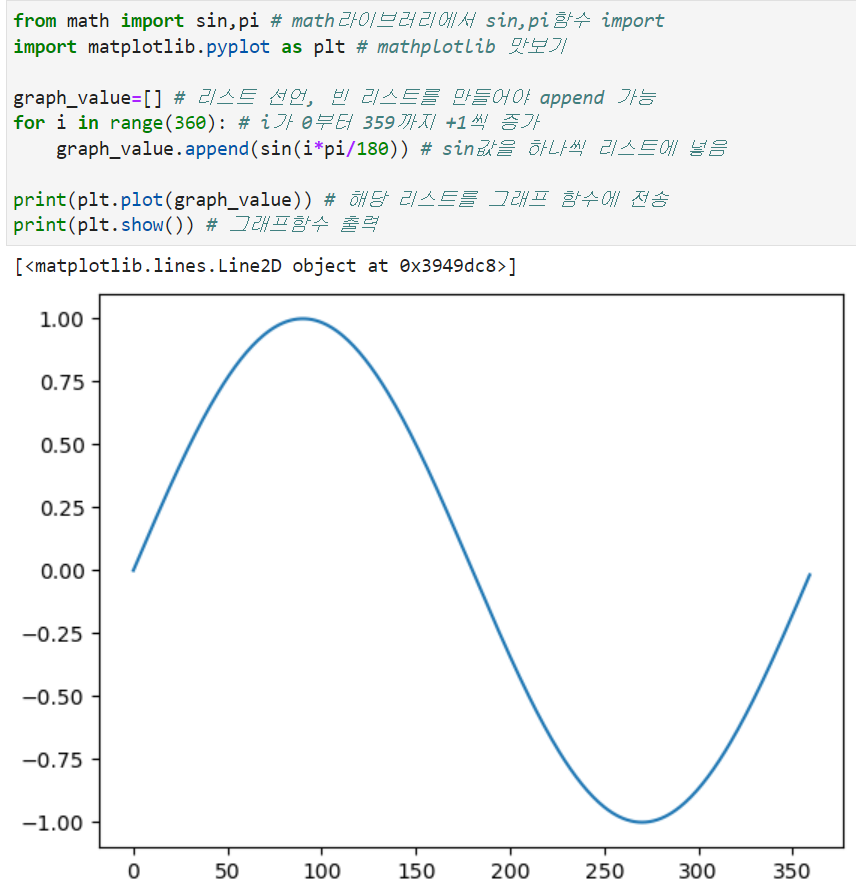 from math import sin,pi # math라이브러리에서 sin,pi함수 import
import matplotlib.pyplot as plt # mathplotlib 맛보기
graph_value=[] # 리스트 선언, 빈 리스트를 만들어야 append 가능
for i in range(360): # i가 0부터 359까지 +1씩 증가
    graph_value.append(sin(i*pi/180)) # sin값을 하나씩 리스트에 넣음
print(plt.plot(graph_value)) # 해당 리스트를 그래프 함수에 전송
print(plt.show()) # 그래프함수 출력
[<matplotlib.lines.Line2D object at 0x3949dc8>]
1.00
0.75
0.50
0.25
0.00
−0.25
−0.50
−0.75
−1.00
0 50 100 150 200 250 300 350